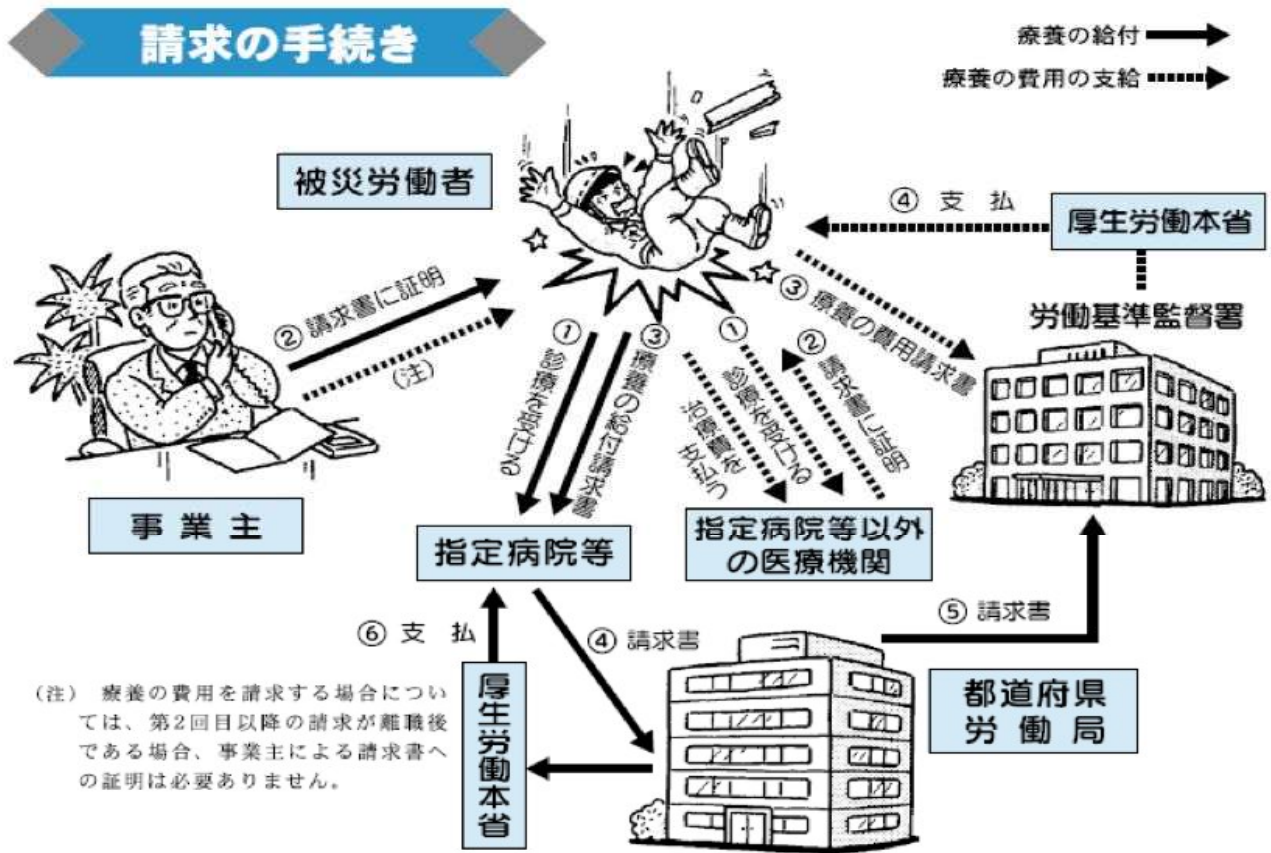 請求の手続き
療養の給付
療養の費用の支給
被災労働者
④ 支 払
厚生労働本省
② 請求書に証明
(注)
③ 療養の費用請求書
労働基準監督署
① 診療を受ける
③ 療養の給付請求書
治療費を
支払う
① 診療を受ける
② 請求書に証明
事 業 主
指定病院等
指定病院等以外
の医療機関
⑥ 支 払
④ 請求書
⑤ 請求書
厚生労働本省
都道府県
労 働 局
(注) 療養の費用を請求する場合につい
ては、第2回目以降の請求が離職後
である場合、事業主による請求書へ
の証明は必要ありません。